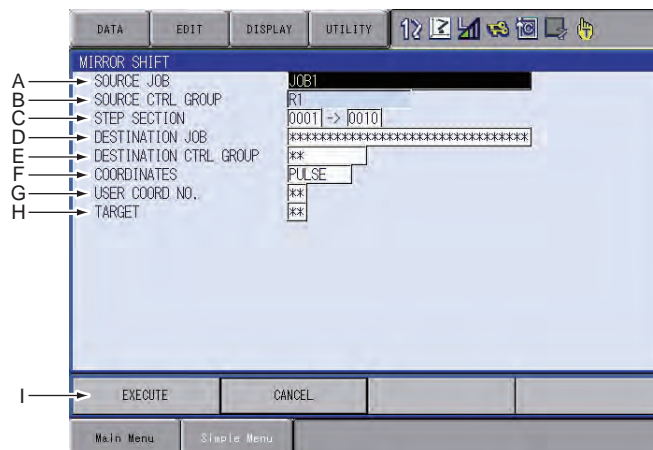 DATA EDIT DISPLAY UTILITY
MIRROR SHIFT
A SOURCE JOB JOB1
B SOURCE CTRL GROUP R1
C STEP SECTION 0001 -> 0010
D DESTINATION JOB ********************************
E DESTINATION CTRL GROUP **
F COORDINATES PULSE
G USER COORD NO. **
H TARGET **
I EXECUTE CANCEL
Main Menu Simple Menu